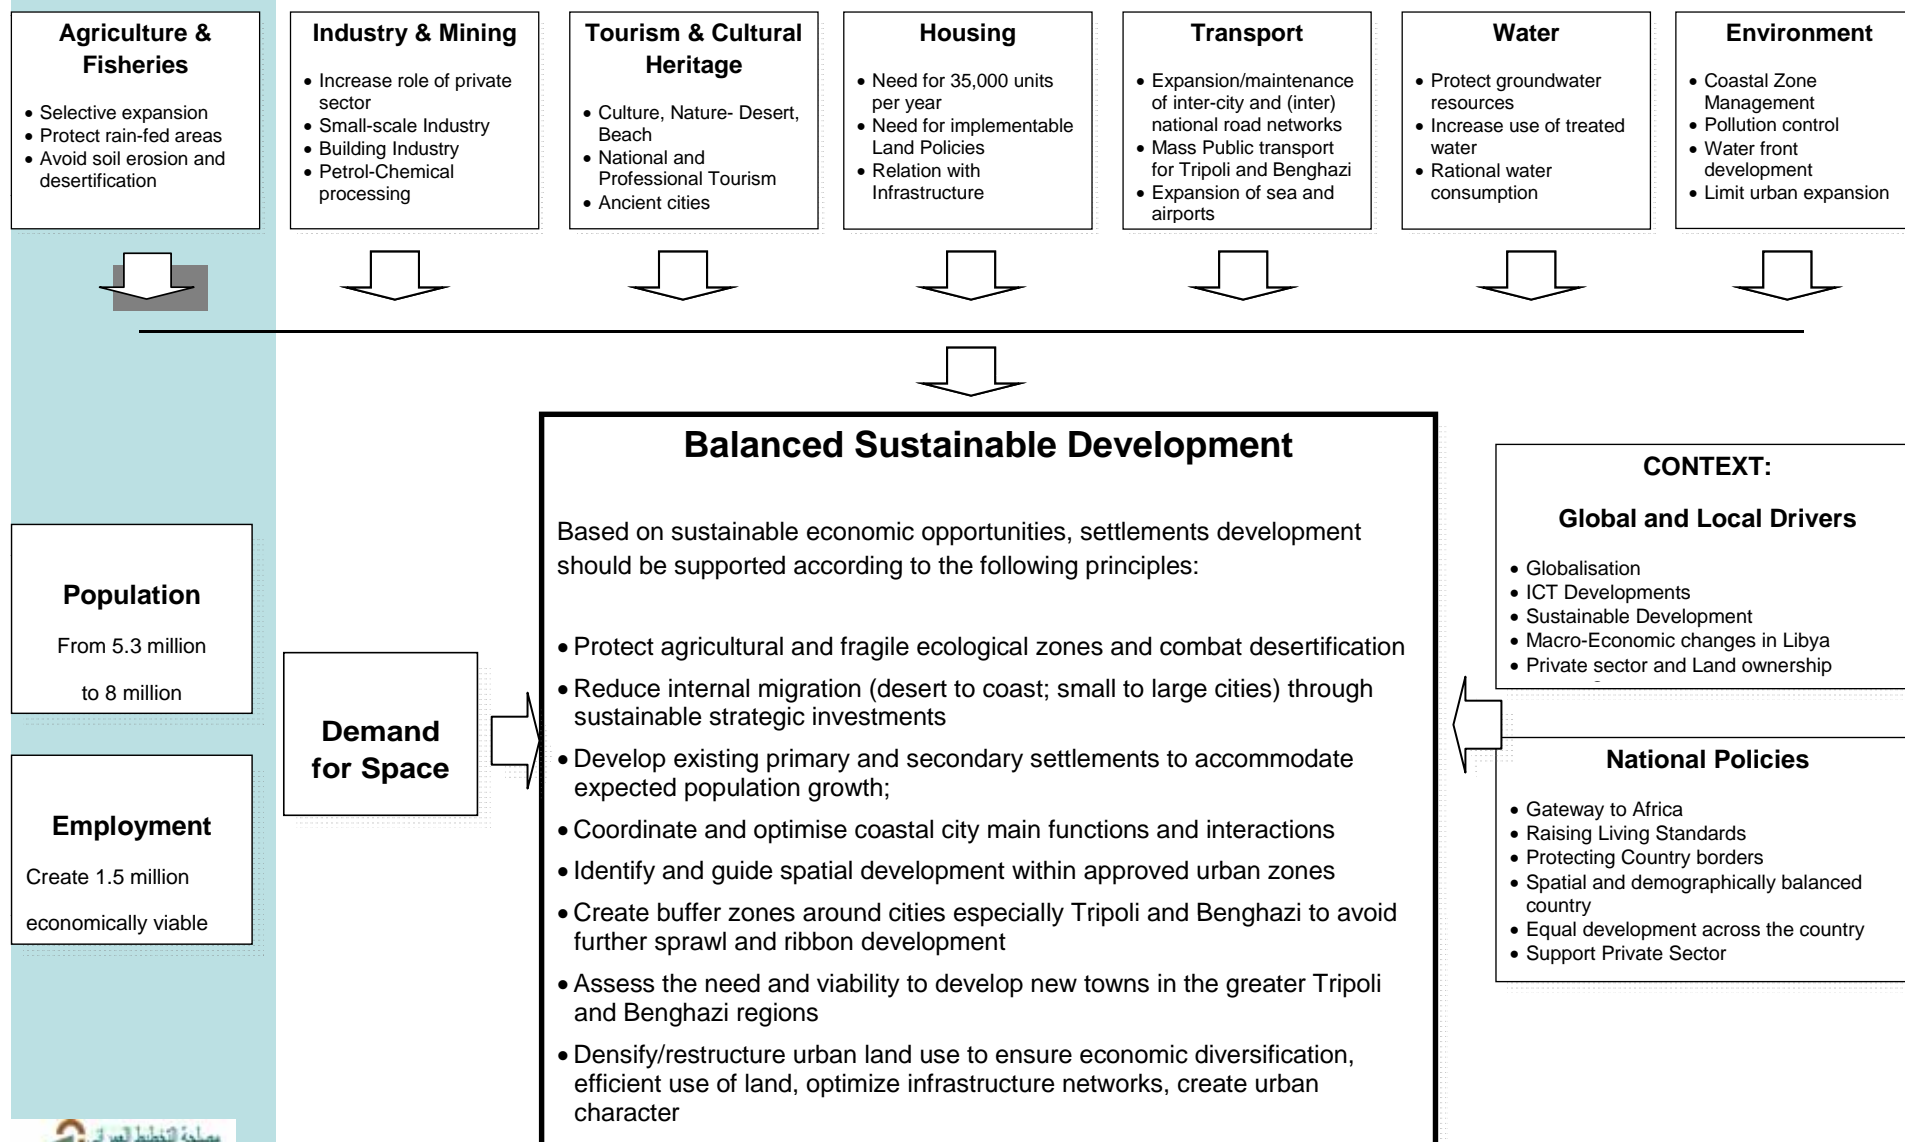 Agriculture &
Fisheries
• Selective expansion
• Protect rain-fed areas
• Avoid soil erosion and
desertification
Industry & Mining
• Increase role of private
sector
• Small-scale Industry
• Building Industry
• Petrol-Chemical
processing
Tourism & Cultural
Heritage
• Culture, Nature- Desert,
Beach
• National and
Professional Tourism
• Ancient cities
Housing
• Need for 35,000 units
per year
• Need for implementable
Land Policies
• Relation with
Infrastructure
Transport
• Expansion/maintenance
of inter-city and (inter)
national road networks
• Mass Public transport
for Tripoli and Benghazi
• Expansion of sea and
airports
Water
• Protect groundwater
resources
• Increase use of treated
water
• Rational water
consumption
Environment
• Coastal Zone
Management
• Pollution control
• Water front
development
• Limit urban expansion
Population
From 5.3 million
to 8 million
Employment
Create 1.5 million
economically viable
Demand
for Space
Balanced Sustainable Development
Based on sustainable economic opportunities, settlements development
should be supported according to the following principles:
• Protect agricultural and fragile ecological zones and combat desertification
• Reduce internal migration (desert to coast; small to large cities) through
sustainable strategic investments
• Develop existing primary and secondary settlements to accommodate
expected population growth;
• Coordinate and optimise coastal city main functions and interactions
• Identify and guide spatial development within approved urban zones
• Create buffer zones around cities especially Tripoli and Benghazi to avoid
further sprawl and ribbon development
• Assess the need and viability to develop new towns in the greater Tripoli
and Benghazi regions
• Densify/restructure urban land use to ensure economic diversification,
efficient use of land, optimize infrastructure networks, create urban
character
CONTEXT:
Global and Local Drivers
• Globalisation
• ICT Developments
• Sustainable Development
• Macro-Economic changes in Libya
• Private sector and Land ownership
National Policies
• Gateway to Africa
• Raising Living Standards
• Protecting Country borders
• Spatial and demographically balanced
country
• Equal development across the country
• Support Private Sector
مصلحة التخطيط العمراني